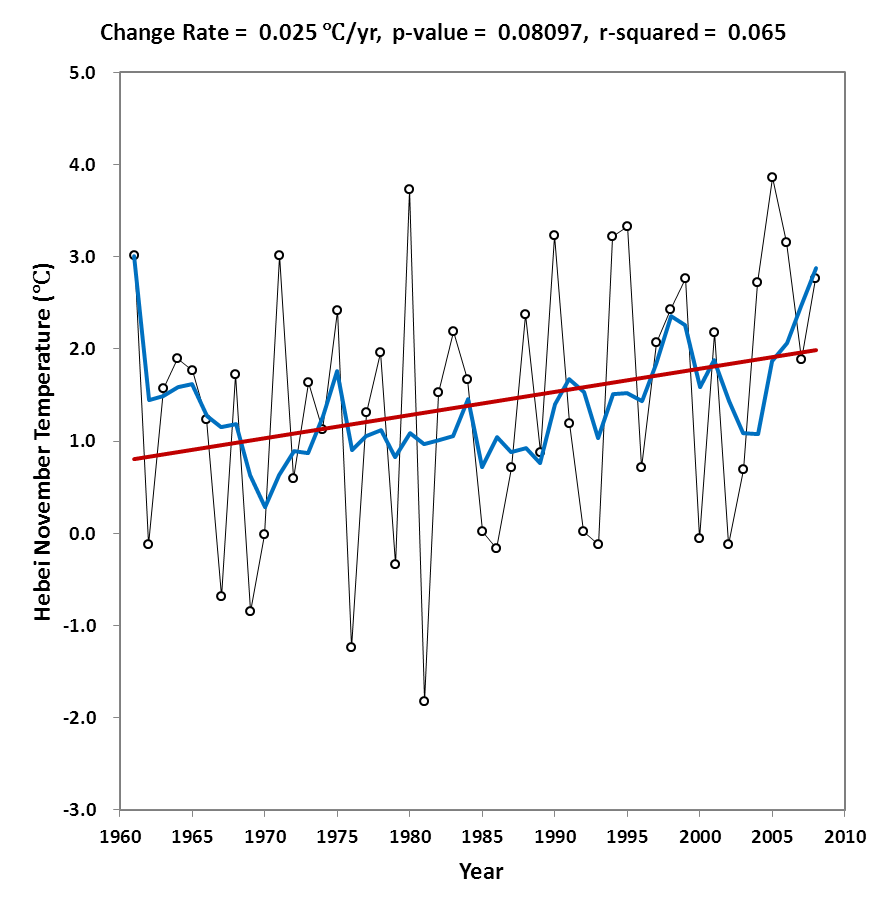 Change Rate = 0.025 ℃/yr, p-value = 0.08097, r-squared = 0.065
5.0
4.0
3.0
2.0
1.0
0.0
-1.0
-2.0
-3.0
Hebei November Temperature (℃)
1960 1965 1970 1975 1980 1985 1990 1995 2000 2005 2010
Year